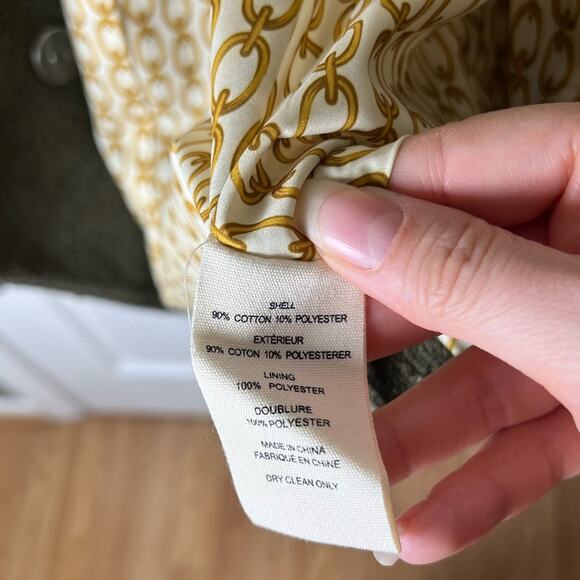 SHELL
90% COTTON 10% POLYESTER
EXTÉRIEUR
90% COTON 10% POLYESTERER
LINING
100% POLYESTER
DOUBLURE
100% POLYESTER
MADE IN CHINA
FABRIQUE EN CHINE
DRY CLEAN ONLY